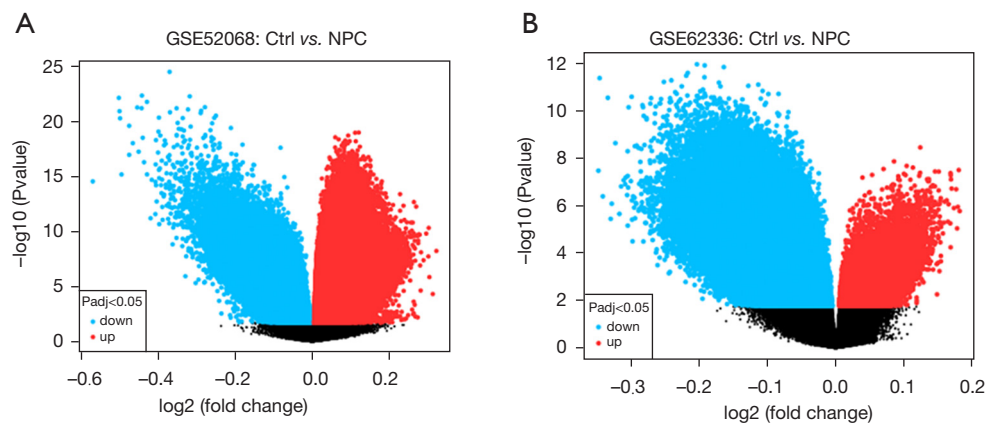 A
GSE52068: Ctrl vs. NPC
25
20
15
10
5
0
−log10 (Pvalue)
Padj<0.05
down
up
−0.6
−0.4
−0.2
0.0
0.2
log2 (fold change)
B
GSE62336: Ctrl vs. NPC
12
10
8
6
4
2
0
−log10 (Pvalue)
Padj<0.05
down
up
−0.3
−0.2
−0.1
0.0
0.1
0.2
log2 (fold change)